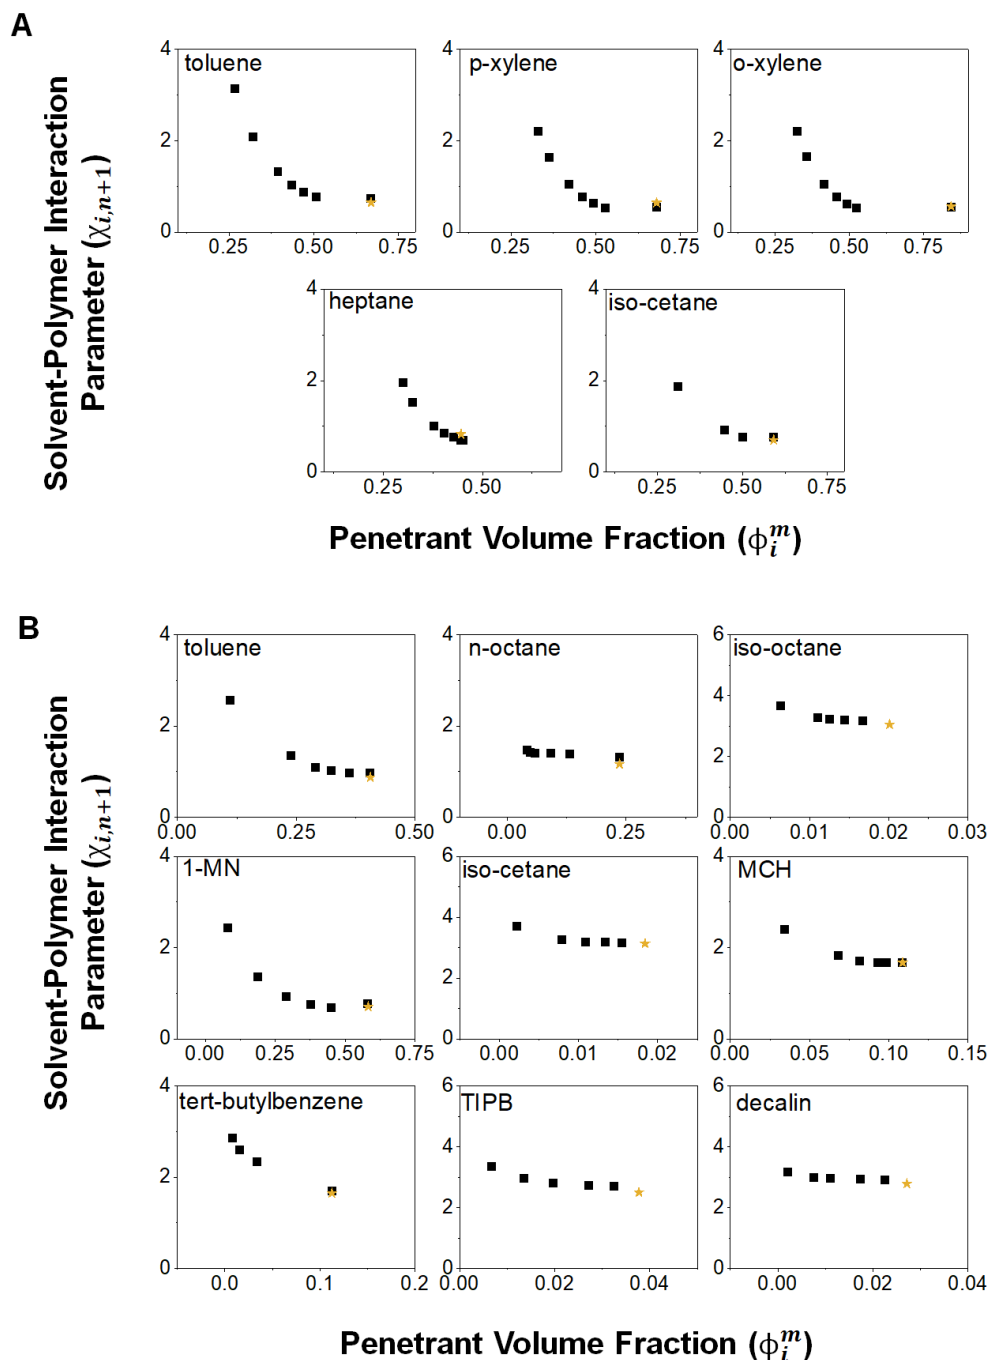 A
Solvent-Polymer Interaction
Parameter (χi,n+1)
toluene
4
2
0
0.25 0.50 0.75
p-xylene
4
2
0
0.25 0.50 0.75
o-xylene
4
2
0
0.25 0.50 0.75
heptane
4
2
0
0.25 0.50
iso-cetane
4
2
0
0.25 0.50 0.75
Penetrant Volume Fraction (ϕᵢᵐ)
B
Solvent-Polymer Interaction
Parameter (χi,n+1)
toluene
4
2
0
0.00 0.25 0.50
n-octane
4
2
0
0.00 0.25
iso-octane
6
4
2
0
0.00 0.01 0.02 0.03
1-MN
4
2
0
0.00 0.25 0.50 0.75
iso-cetane
6
4
2
0
0.00 0.01 0.02
MCH
4
2
0
0.00 0.05 0.10 0.15
tert-butylbenzene
4
2
0
0.0 0.1 0.2
TIPB
6
4
2
0
0.00 0.02 0.04
decalin
6
4
2
0
0.00 0.02 0.04
Penetrant Volume Fraction (ϕᵢᵐ)